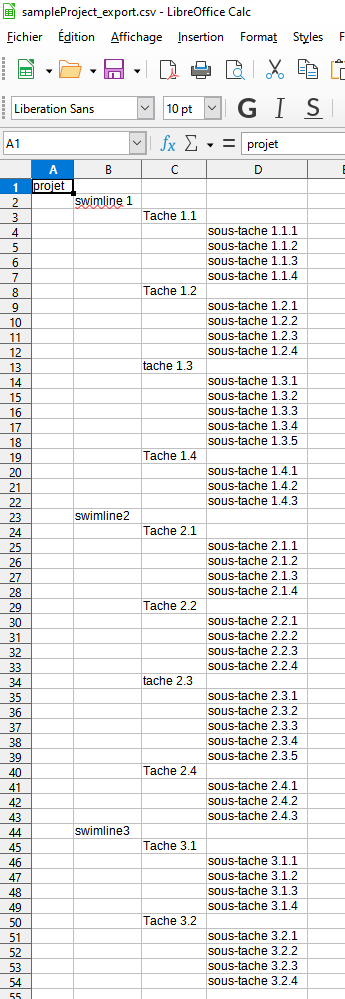 sampleProject_export.csv - LibreOffice Calc
Fichier Édition Affichage Insertion Format Styles F
Liberation Sans 10 pt G I S
A1 fx Σ = projet
A B C D E
1 projet
2 swimline 1
3 Tache 1.1
4 sous-tache 1.1.1
5 sous-tache 1.1.2
6 sous-tache 1.1.3
7 sous-tache 1.1.4
8 Tache 1.2
9 sous-tache 1.2.1
10 sous-tache 1.2.2
11 sous-tache 1.2.3
12 sous-tache 1.2.4
13 tache 1.3
14 sous-tache 1.3.1
15 sous-tache 1.3.2
16 sous-tache 1.3.3
17 sous-tache 1.3.4
18 sous-tache 1.3.5
19 Tache 1.4
20 sous-tache 1.4.1
21 sous-tache 1.4.2
22 sous-tache 1.4.3
23 swimline2
24 Tache 2.1
25 sous-tache 2.1.1
26 sous-tache 2.1.2
27 sous-tache 2.1.3
28 sous-tache 2.1.4
29 Tache 2.2
30 sous-tache 2.2.1
31 sous-tache 2.2.2
32 sous-tache 2.2.3
33 sous-tache 2.2.4
34 tache 2.3
35 sous-tache 2.3.1
36 sous-tache 2.3.2
37 sous-tache 2.3.3
38 sous-tache 2.3.4
39 sous-tache 2.3.5
40 Tache 2.4
41 sous-tache 2.4.1
42 sous-tache 2.4.2
43 sous-tache 2.4.3
44 swimline3
45 Tache 3.1
46 sous-tache 3.1.1
47 sous-tache 3.1.2
48 sous-tache 3.1.3
49 sous-tache 3.1.4
50 Tache 3.2
51 sous-tache 3.2.1
52 sous-tache 3.2.2
53 sous-tache 3.2.3
54 sous-tache 3.2.4
55